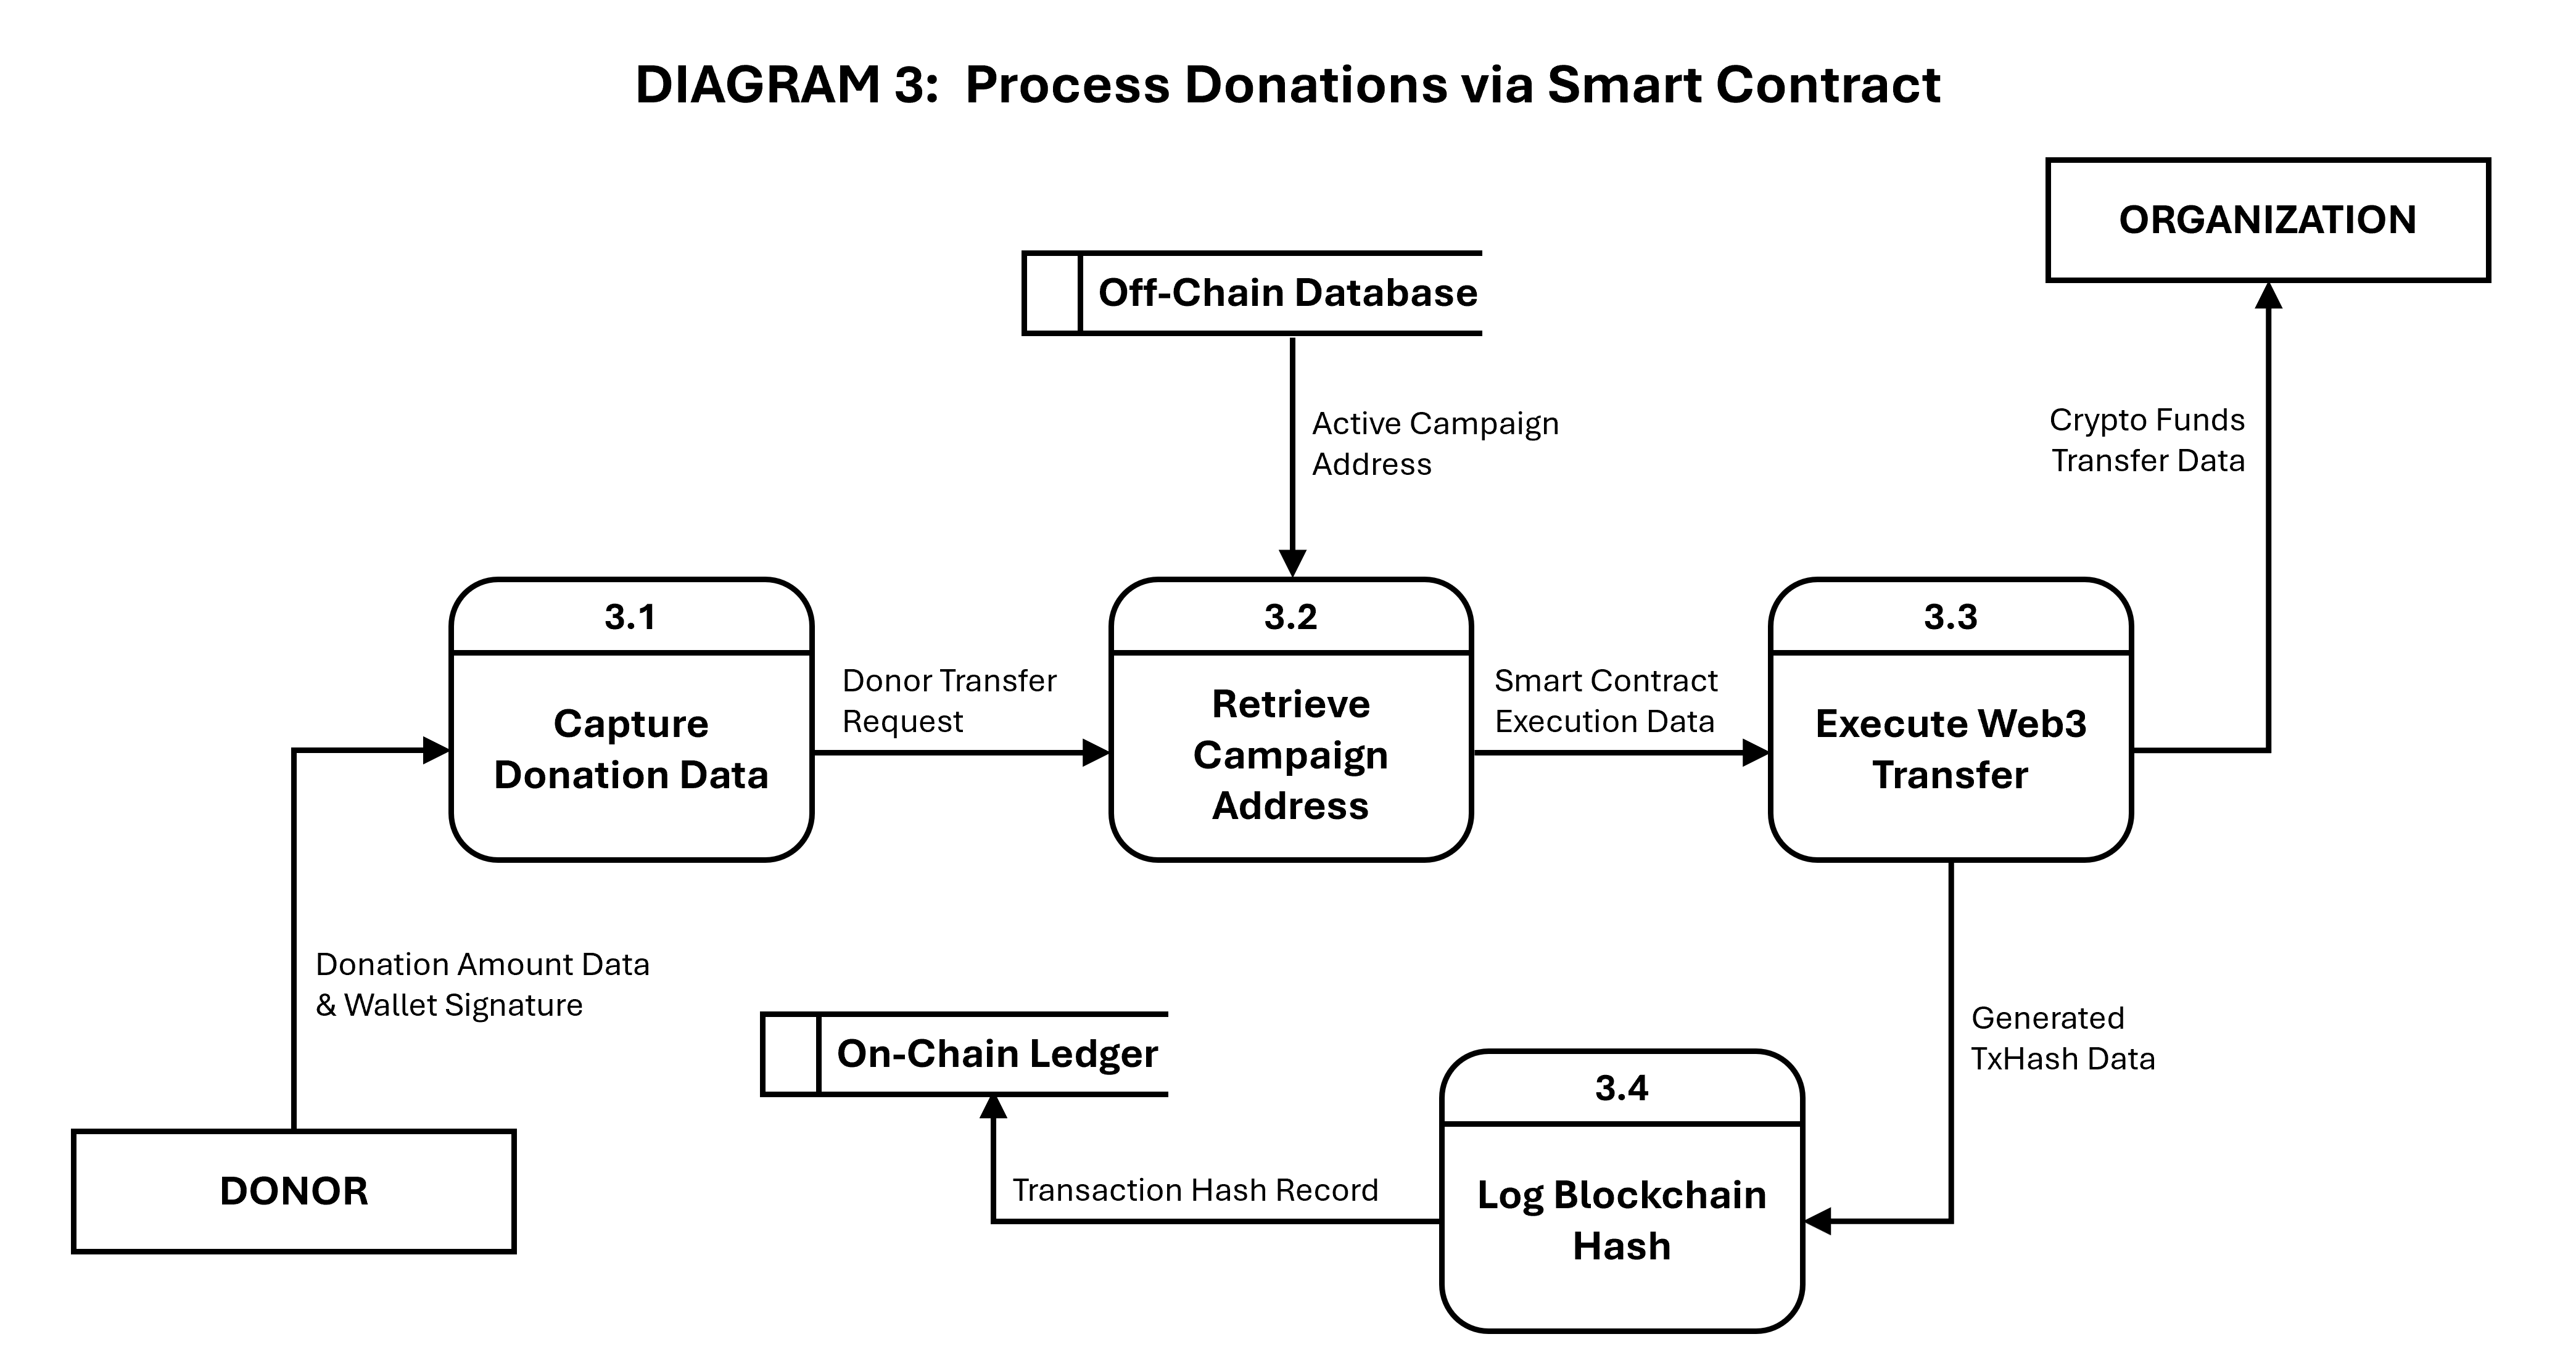 DIAGRAM 3:  Process Donations via Smart Contract
ORGANIZATION
Off-Chain Database
Active Campaign
Address
Crypto Funds
Transfer Data
3.1
Capture
Donation Data
Donor Transfer
Request
3.2
Retrieve
Campaign
Address
Smart Contract
Execution Data
3.3
Execute Web3
Transfer
Donation Amount Data
& Wallet Signature
On-Chain Ledger
Generated
TxHash Data
3.4
Log Blockchain
Hash
Transaction Hash Record
DONOR